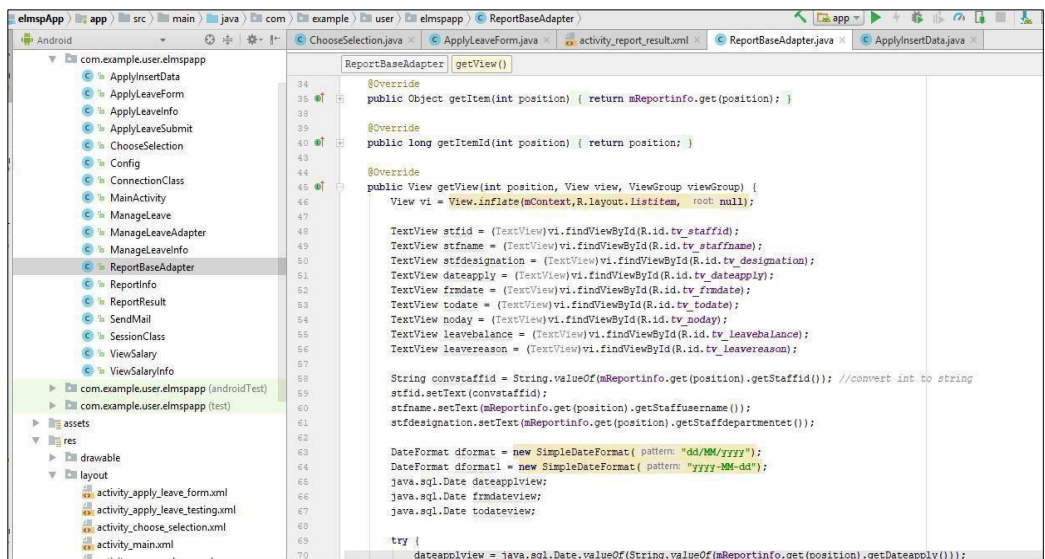 elmspApp app src main java com example user elmspapp ReportBaseAdapter app
Android
ChooseSelection.java ApplyLeaveForm.java activity_report_result.xml ReportBaseAdapter.java ApplyInsertData.java
com.example.user.elmspapp
ApplyInsertData
ApplyLeaveForm
ApplyLeaveInfo
ApplyLeaveSubmit
ChooseSelection
Config
ConnectionClass
MainActivity
ManageLeave
ManageLeaveAdapter
ManageLeaveInfo
ReportBaseAdapter
ReportInfo
ReportResult
SendMail
SessionClass
ViewSalary
ViewSalaryInfo
com.example.user.elmspapp (androidTest)
com.example.user.elmspapp (test)
assets
res
drawable
layout
activity_apply_leave_form.xml
activity_apply_leave_testing.xml
activity_choose_selection.xml
activity_main.xml
ReportBaseAdapter getView()
34 @Override
35 public Object getItem(int position) { return mReportinfo.get(position); }
38
39 @Override
40 public long getItemId(int position) { return position; }
43
44 @Override
45 public View getView(int position, View view, ViewGroup viewGroup) {
46 View vi = View.inflate(mContext,R.layout.listitem, root: null);
47
48 TextView stfid = (TextView)vi.findViewById(R.id.tv_staffid);
49 TextView stfname = (TextView)vi.findViewById(R.id.tv_staffname);
50 TextView stfdesignation = (TextView)vi.findViewById(R.id.tv_designation);
51 TextView dateapply = (TextView)vi.findViewById(R.id.tv_dateapply);
52 TextView frmdate = (TextView)vi.findViewById(R.id.tv_frmdate);
53 TextView todate = (TextView)vi.findViewById(R.id.tv_todate);
54 TextView noday = (TextView)vi.findViewById(R.id.tv_noday);
55 TextView leavebalance = (TextView)vi.findViewById(R.id.tv_leavebalance);
56 TextView leavereason = (TextView)vi.findViewById(R.id.tv_leavereason);
57
58 String convstaffid = String.valueOf(mReportinfo.get(position).getStaffid()); //convert int to string
59 stfid.setText(convstaffid);
60 stfname.setText(mReportinfo.get(position).getStaffusername());
61 stfdesignation.setText(mReportinfo.get(position).getStaffdepartmentet());
62
63 DateFormat dformat = new SimpleDateFormat( pattern: "dd/MM/yyyy");
64 DateFormat dformat1 = new SimpleDateFormat( pattern: "yyyy-MM-dd");
65 java.sql.Date dateapplview;
66 java.sql.Date frmdateview;
67 java.sql.Date todateview;
68
69 try {
70 dateapplview = java.sql.Date.valueOf(String.valueOf(mReportinfo.get(position).getDateapply()));